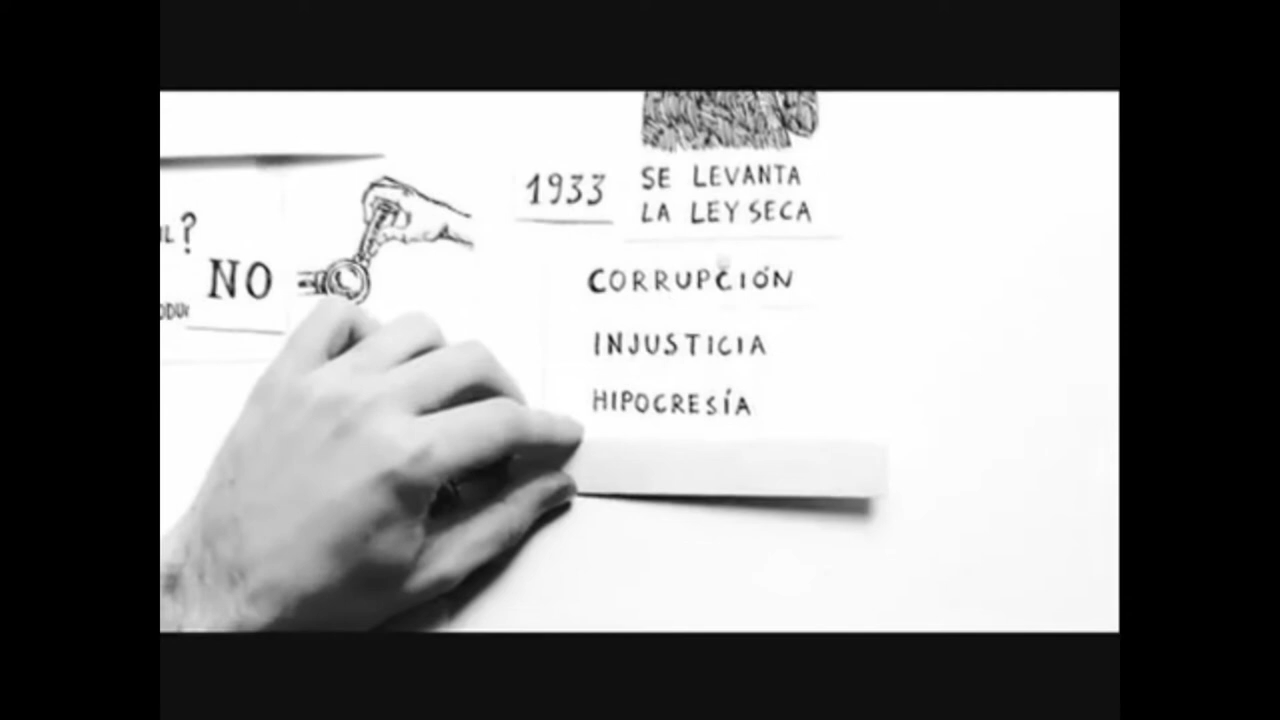 NO
1933
SE LEVANTA
LA LEY SECA
CORRUPCIÓN
INJUSTICIA
HIPOCRESÍA